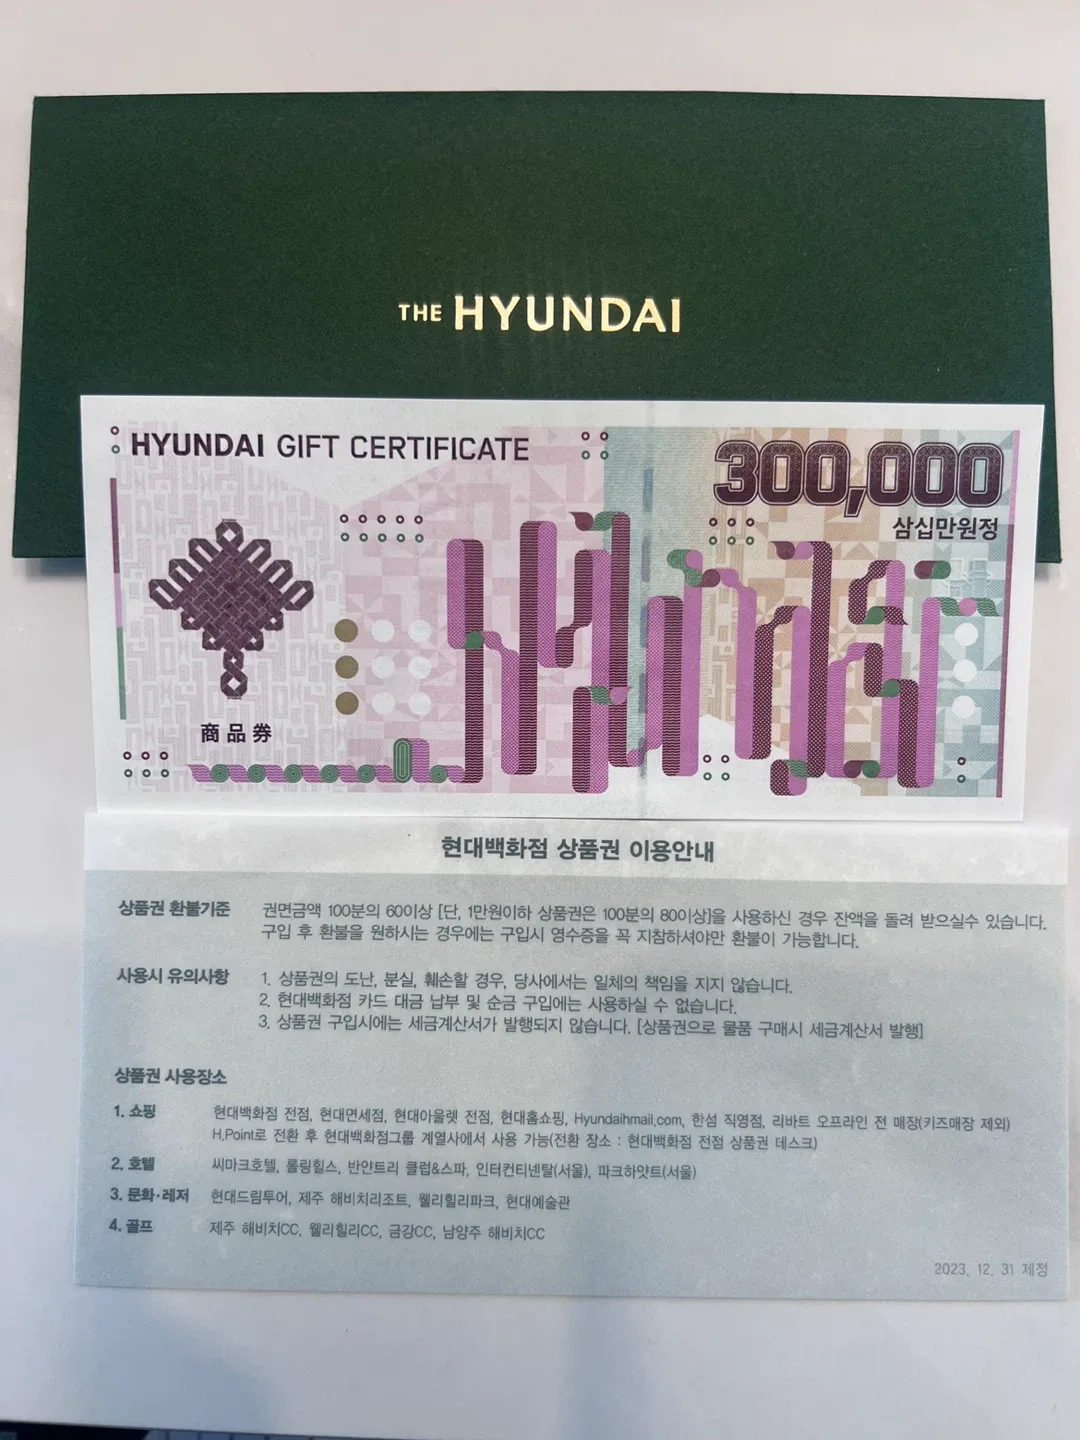 THE HYUNDAI
HYUNDAI GIFT CERTIFICATE
300,000
삼십만원정
商品券
현대백화점 상품권 이용안내
상품권 환불기준 권면금액 100분의 60이상 [단, 1만원이하 상품권은 100분의 80이상]을 사용하신 경우 잔액을 돌려 받으실수 있습니다.
구입 후 환불을 원하시는 경우에는 구입시 영수증을 꼭 지참하셔야만 환불이 가능합니다.
사용시 유의사항 1. 상품권의 도난, 분실, 훼손할 경우, 당사에서는 일체의 책임을 지지 않습니다.
2. 현대백화점 카드 대금 납부 및 순금 구입에는 사용하실 수 없습니다.
3. 상품권 구입시에는 세금계산서가 발행되지 않습니다. [상품권으로 물품 구매시 세금계산서 발행]
상품권 사용장소
1. 쇼핑 현대백화점 전점, 현대면세점, 현대아울렛 전점, 현대홈쇼핑, Hyundaihmall.com, 한섬 직영점, 리바트 오프라인 전 매장(키즈매장 제외)
H.Point로 전환 후 현대백화점그룹 계열사에서 사용 가능(전환 장소 : 현대백화점 전점 상품권 데스크)
2. 호텔 씨마크호텔, 롤링힐스, 반얀트리 클럽&스파, 인터컨티넨탈(서울), 파크하얏트(서울)
3. 문화·레저 현대드림투어, 제주 해비치리조트, 웰리힐리파크, 현대예술관
4. 골프 제주 해비치CC, 웰리힐리CC, 금강CC, 남양주 해비치CC
2023. 12. 31 제정